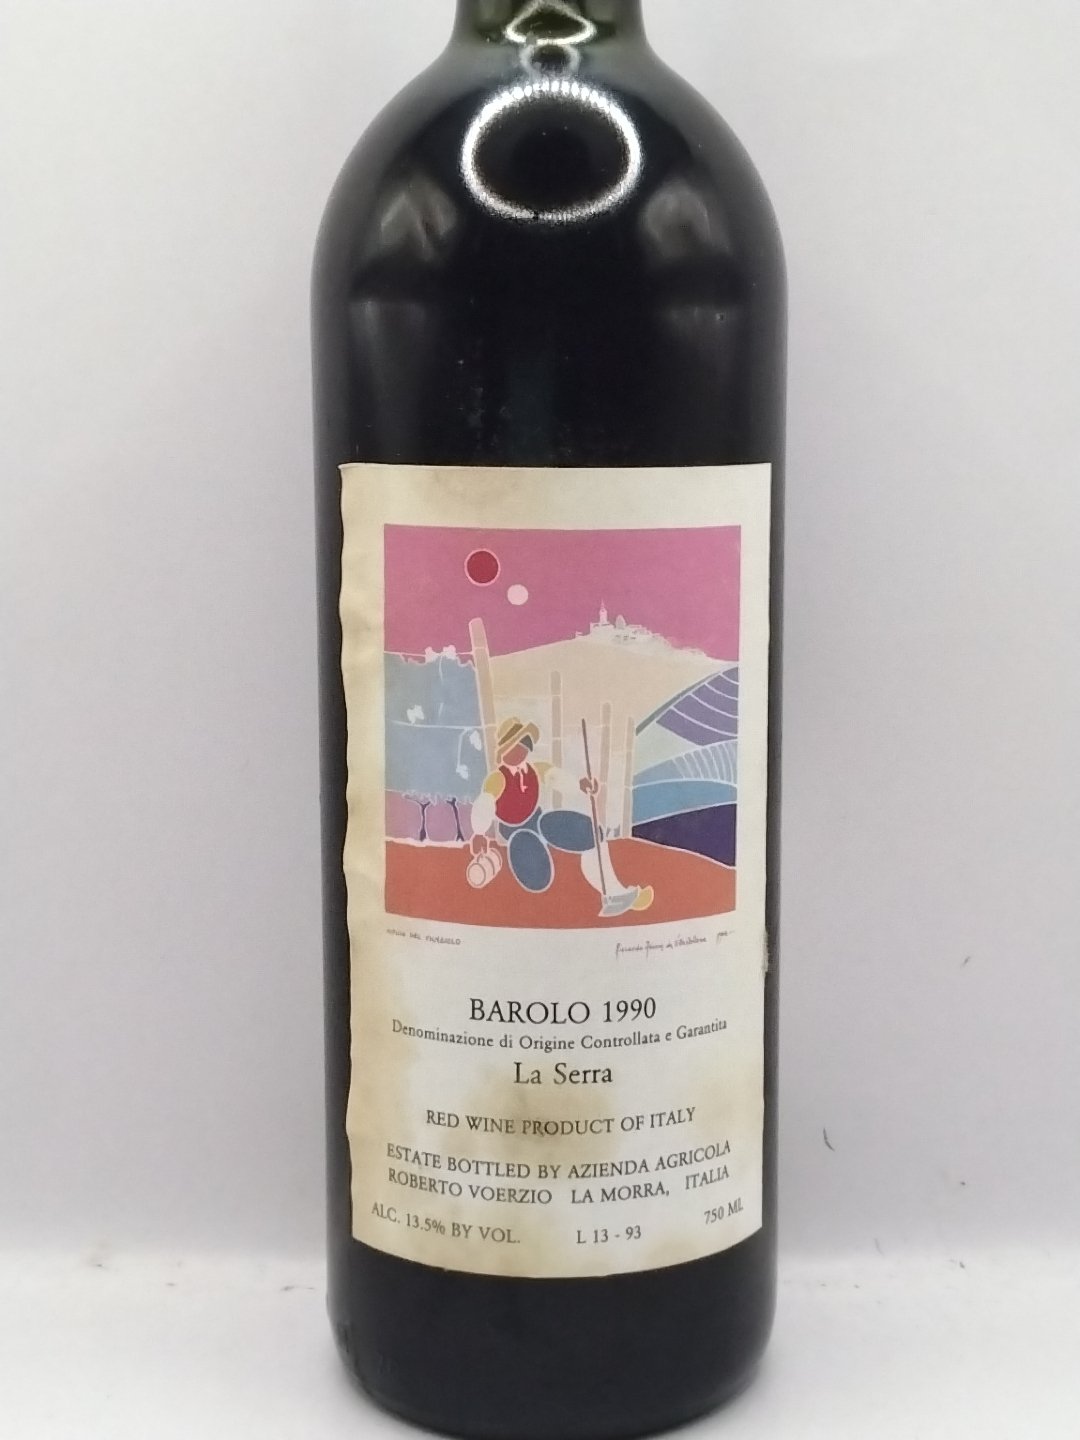 BAROLO 1990
Denominazione di Origine Controllata e Garantita
La Serra
RED WINE PRODUCT OF ITALY
ESTATE BOTTLED BY AZIENDA AGRICOLA
ROBERTO VOERZIO LA MORRA, ITALIA
ALC. 13.5% BY VOL. L 13 - 93 750 ML